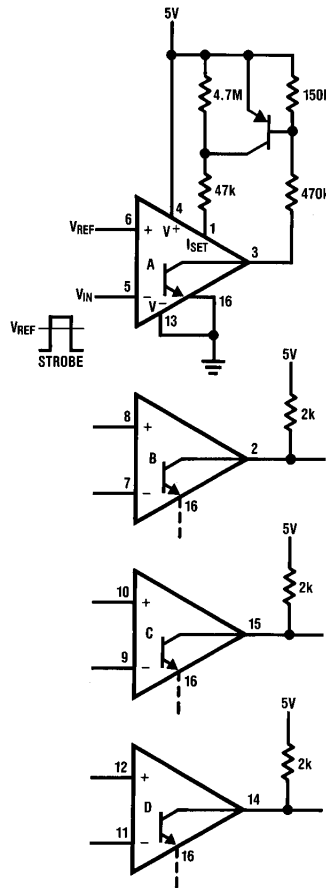 5V
4.7M
150
47k
470k
4
1
6
V+
ISET
VREF
+
3
A
VIN
5
−
V−
16
13
VREF
STROBE
5V
8
2k
+
2
B
7
−
16
5V
10
2k
+
15
C
9
−
16
5V
12
2k
+
14
D
11
−
16